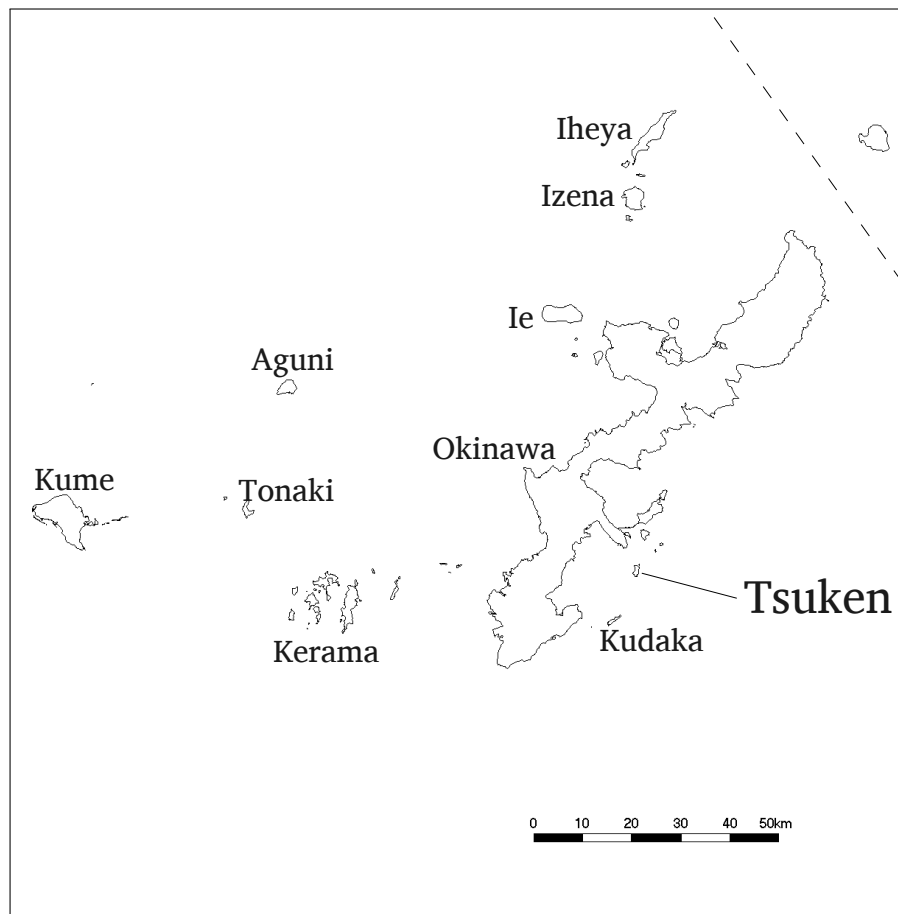 Iheya
Izena
Ie
Aguni
Okinawa
Kume
Tonaki
Tsuken
Kudaka
Kerama
0 10 20 30 40 50km